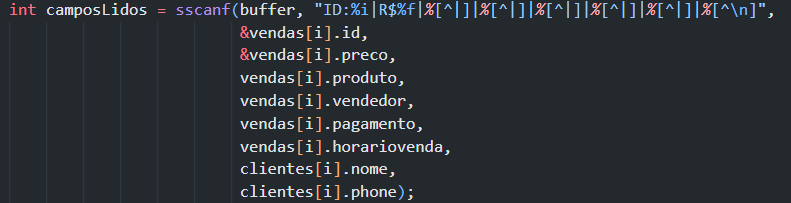 int camposLidos = sscanf(buffer, "ID:%i|R$%f|%[^|]|%[^|]|%[^|]|%[^|]|%[^|]|%[^\n]",
&vendas[i].id,
&vendas[i].preco,
vendas[i].produto,
vendas[i].vendedor,
vendas[i].pagamento,
vendas[i].horariovenda,
clientes[i].nome,
clientes[i].phone);